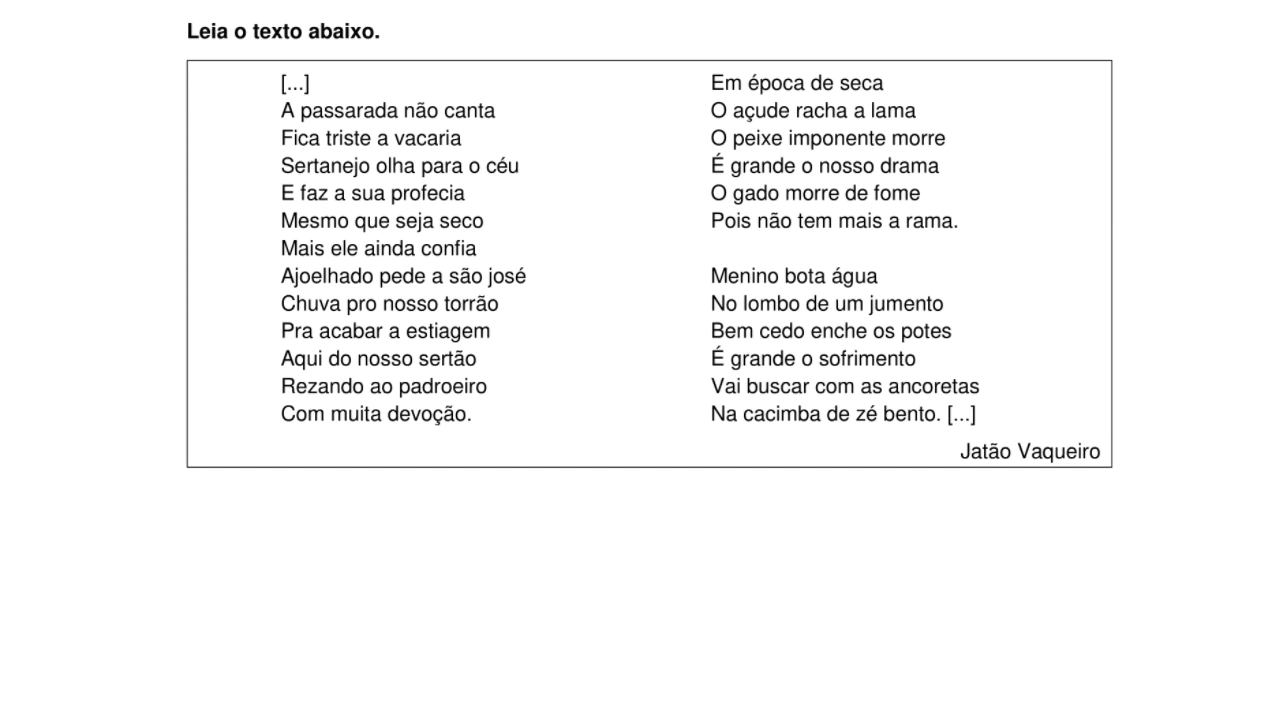 Leia o texto abaixo.
[...]
A passarada não canta
Fica triste a vacaria
Sertanejo olha para o céu
E faz a sua profecia
Mesmo que seja seco
Mais ele ainda confia
Ajoelhado pede a são josé
Chuva pro nosso torrão
Pra acabar a estiagem
Aqui do nosso sertão
Rezando ao padroeiro
Com muita devoção.
Em época de seca
O açude racha a lama
O peixe imponente morre
É grande o nosso drama
O gado morre de fome
Pois não tem mais a rama.
Menino bota água
No lombo de um jumento
Bem cedo enche os potes
É grande o sofrimento
Vai buscar com as ancoretas
Na cacimba de zé bento. [...]
Jatão Vaqueiro